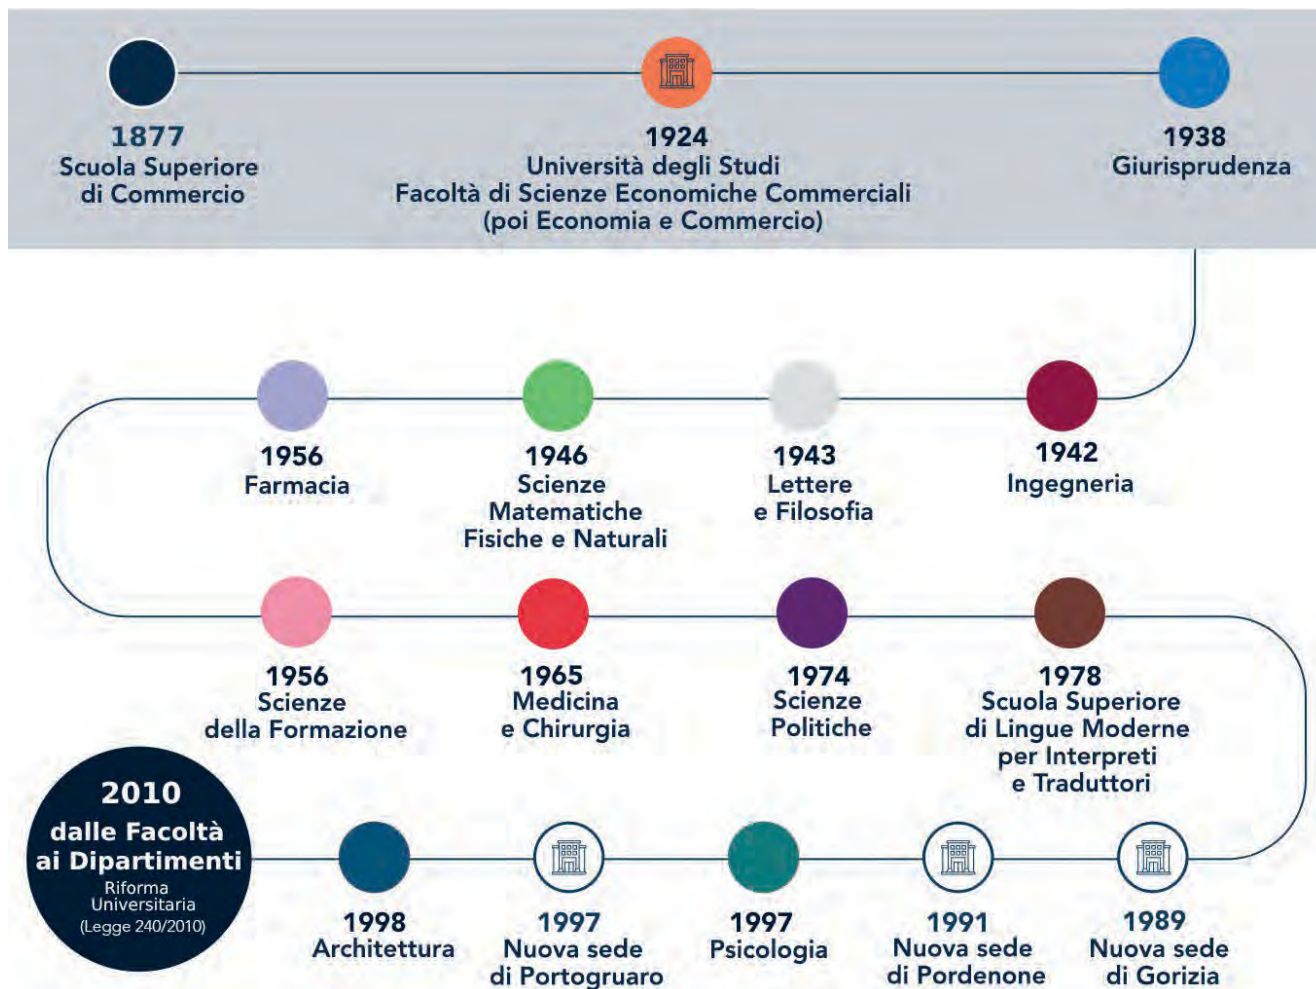 1877
Scuola Superiore
di Commercio
1924
Università degli Studi
Facoltà di Scienze Economiche Commerciali
(poi Economia e Commercio)
1938
Giurisprudenza
1942
Ingegneria
1943
Lettere
e Filosofia
1946
Scienze
Matematiche
Fisiche e Naturali
1956
Farmacia
1956
Scienze
della Formazione
1965
Medicina
e Chirurgia
1974
Scienze
Politiche
1978
Scuola Superiore
di Lingue Moderne
per Interpreti
e Traduttori
1989
Nuova sede
di Gorizia
1991
Nuova sede
di Pordenone
1997
Psicologia
1997
Nuova sede
di Portogruaro
1998
Architettura
2010
dalle Facoltà
ai Dipartimenti
Riforma
Universitaria
(Legge 240/2010)